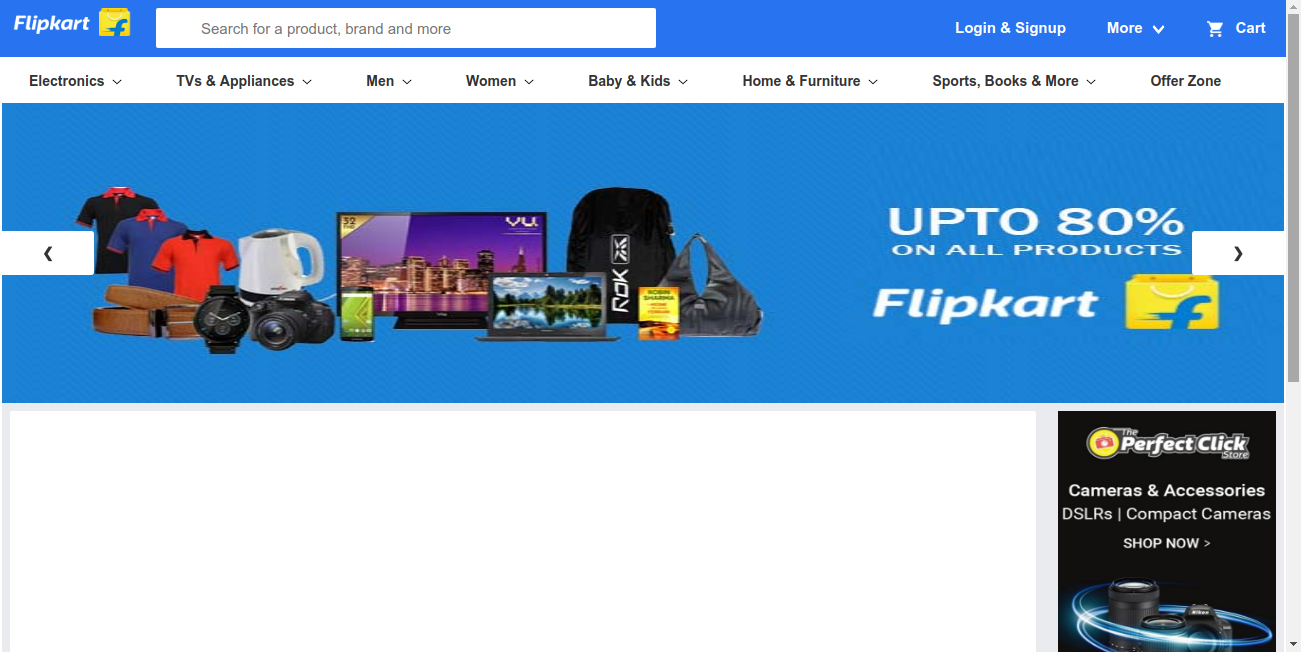 Flipkart
Search for a product, brand and more
Login & Signup
More
Cart
Electronics
TVs & Appliances
Men
Women
Baby & Kids
Home & Furniture
Sports, Books & More
Offer Zone
UPTO 80%
ON ALL PRODUCTS
Flipkart
32
VU
ROK
ROBIN
SHARMA
The
Perfect Click
Store
Cameras & Accessories
DSLRs | Compact Cameras
SHOP NOW >
Nikon